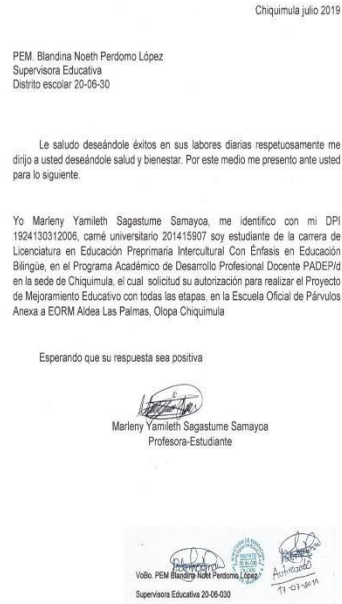 Chiquimula julio 2019
PEM. Blandina Noeth Perdomo López
Supervisora Educativa
Distrito escolar 20-06-30
Le saludo deseándole éxitos en sus labores diarias respetuosamente me
dirijo a usted deseándole salud y bienestar. Por este medio me presento ante usted
para lo siguiente.
Yo Marleny Yamileth Sagastume Samayoa, me identifico con mi DPI
1924130312006, carné universitario 201415907 soy estudiante de la carrera de
Licenciatura en Educación Preprimaria Intercultural Con Énfasis en Educación
Bilingüe, en el Programa Académico de Desarrollo Profesional Docente PADEP/d
en la sede de Chiquimula, el cual solicitud su autorización para realizar el Proyecto
de Mejoramiento Educativo con todas las etapas, en la Escuela Oficial de Párvulos
Anexa a EORM Aldea Las Palmas, Olopa Chiquimula
Esperando que su respuesta sea positiva
Marleny Yamileth Sagastume Samayoa
Profesora-Estudiante
Autorizado
17-07-2019
VoBo. PEM Blandina Noet Perdomo López
Supervisora Educativa 20-06-030